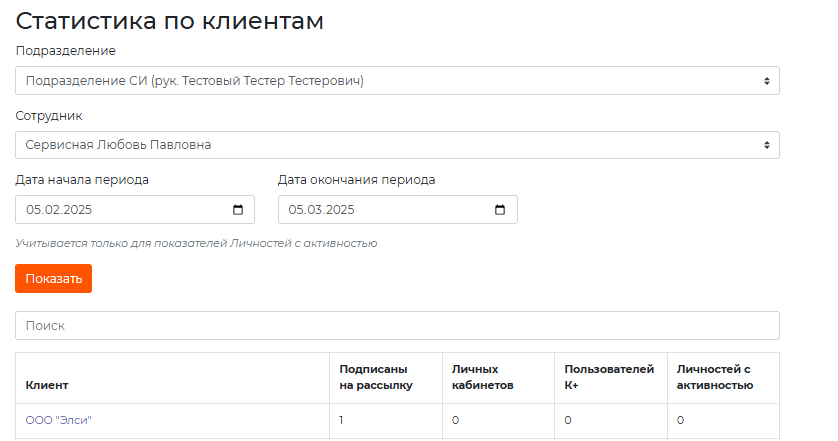 Статистика по клиентам
Подразделение
Подразделение СИ (рук. Тестовый Тестер Тестерович)
Сотрудник
Сервисная Любовь Павловна
Дата начала периода Дата окончания периода
05.02.2025 05.03.2025
Учитывается только для показателей Личностей с активностью
Показать
Поиск
Клиент Подписаны на рассылку Личных кабинетов Пользователей К+ Личностей с активностью
ООО "Элси" 1 0 0 0